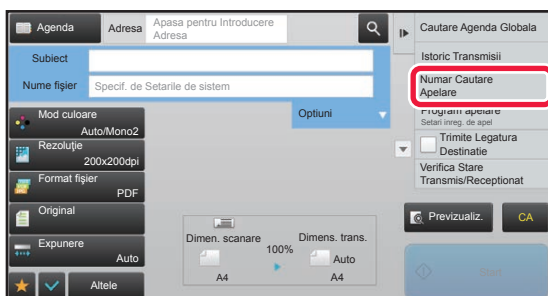 Agenda
Adresa
Apasa pentru Introducere
Adresa
Subiect
Nume fişier
Specif. de Setarile de sistem
Mod culoare
Auto/Mono2
Optiuni
Rezoluţie
200x200dpi
Format fişier
PDF
Original
Expunere
Auto
Altele
Dimen. scanare
100%
Dimens. trans.
Auto
A4
A4
Cautare Agenda Globala
Istoric Transmisii
Numar Cautare
Apelare
Program apelare
Setari inreg. de apel
Trimite Legatura
Destinatie
Verifica Stare
Transmis/Receptionat
Previzualiz.
CA
Start